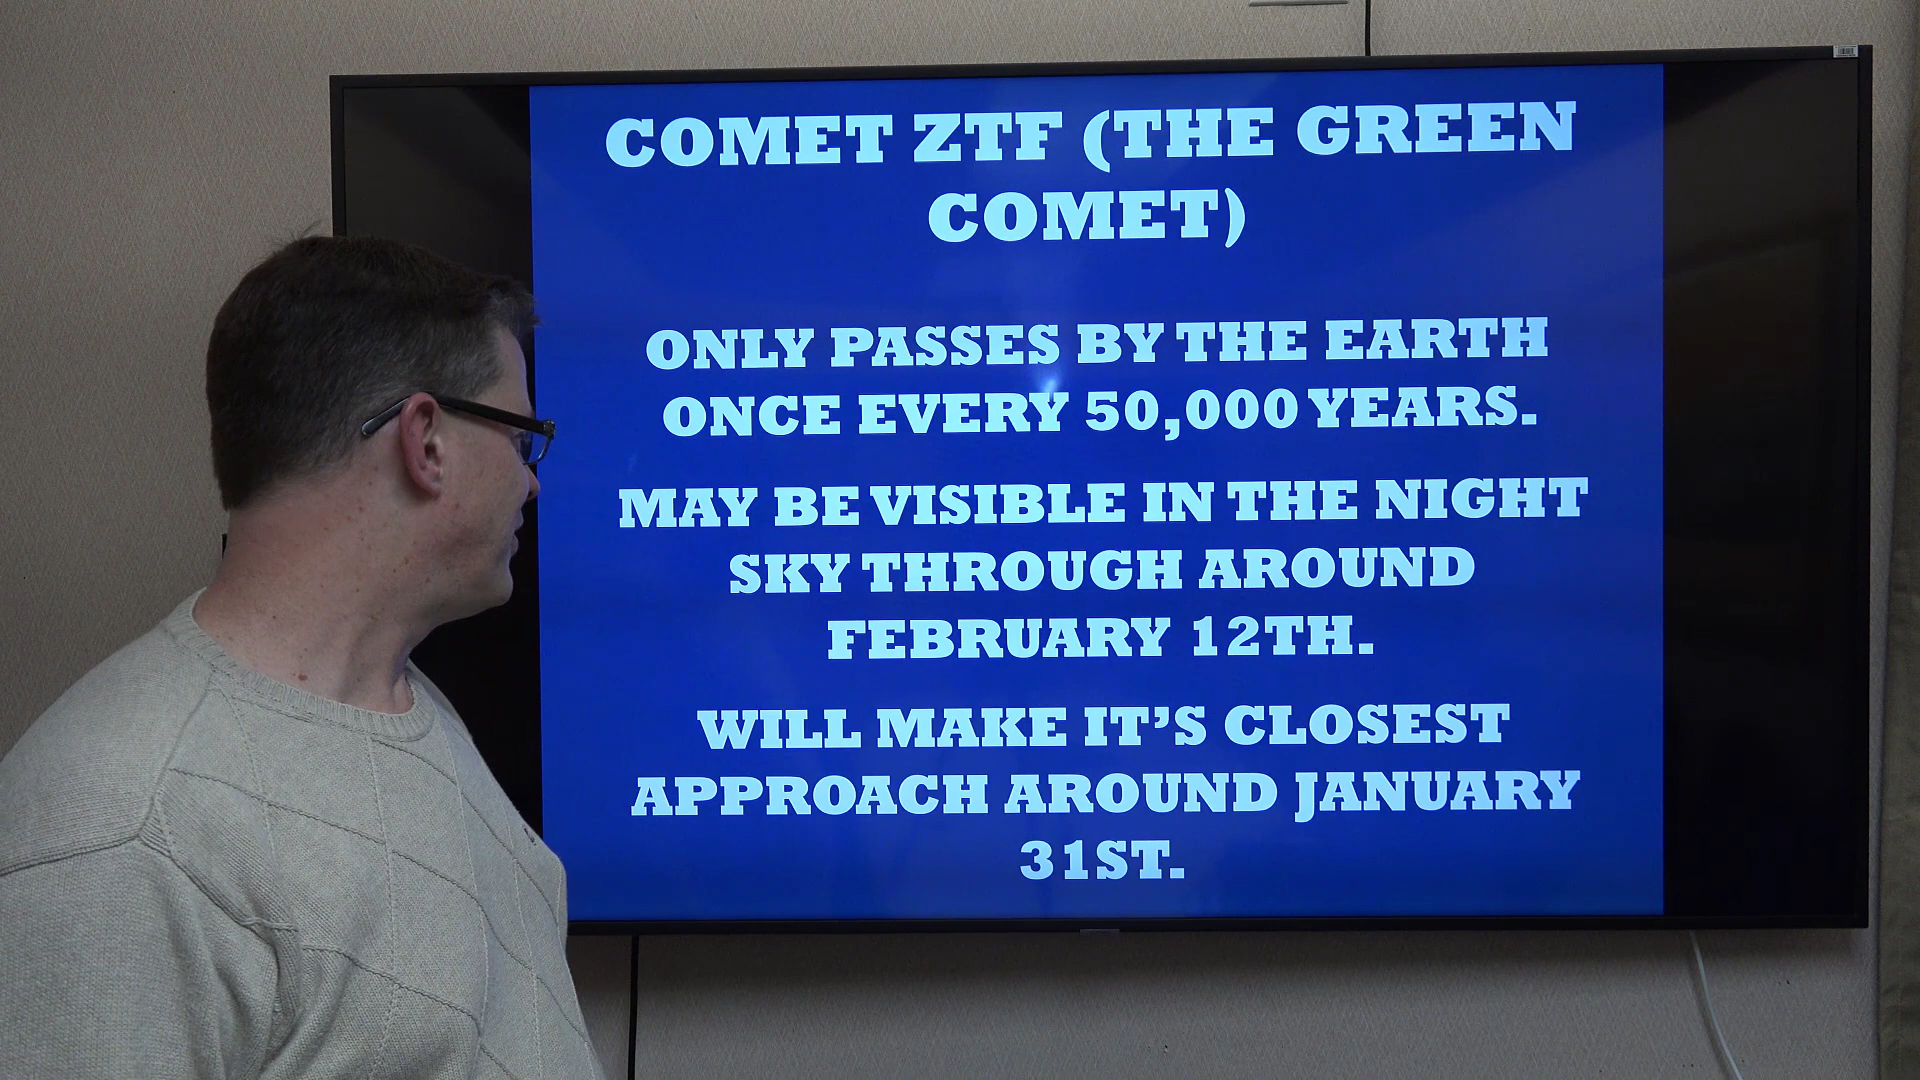 COMET ZTF (THE GREEN
COMET)
ONLY PASSES BY THE EARTH
ONCE EVERY 50,000 YEARS.
MAY BE VISIBLE IN THE NIGHT
SKY THROUGH AROUND
FEBRUARY 12TH.
WILL MAKE IT’S CLOSEST
APPROACH AROUND JANUARY
31ST.